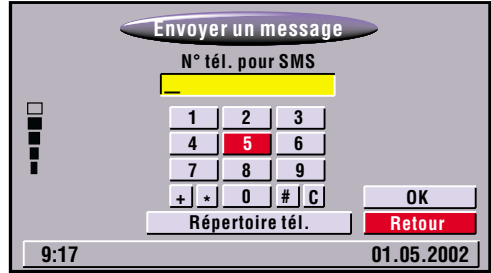 Envoyer un message
N° tél. pour SMS
_
1 2 3
4 5 6
7 8 9
+ * 0 # C
OK
Répertoire tél.
Retour
9:17
01.05.2002